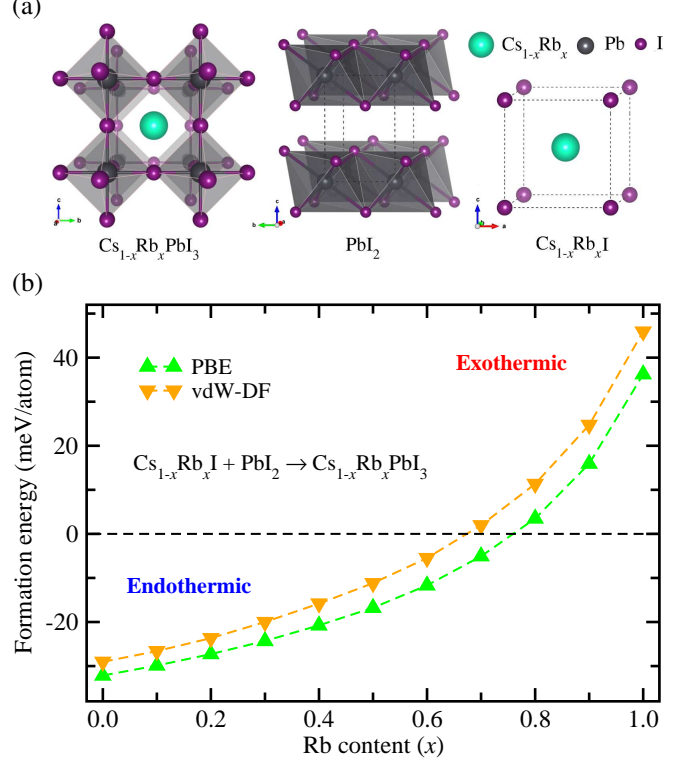 (a)
Cs1-xRbx Pb I
c
a b
Cs1-xRbxPbI3
c
b a
PbI2
c
b a
Cs1-xRbxI
(b)
Formation energy (meV/atom)
40
20
0
-20
PBE
vdW-DF
Exothermic
Cs1-xRbxI + PbI2 → Cs1-xRbxPbI3
Endothermic
0.0 0.2 0.4 0.6 0.8 1.0
Rb content (x)